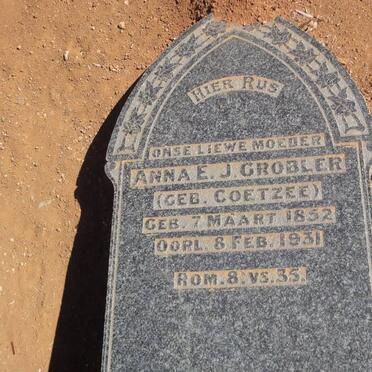 HIER RUS
ONSE LIEWE MOEDER
ANNA E. J. GROBLER
(GEB. COETZEE)
GEB. 7 MAART 1852
OORL. 8 FEB. 1931
ROM. 8. VS. 35.